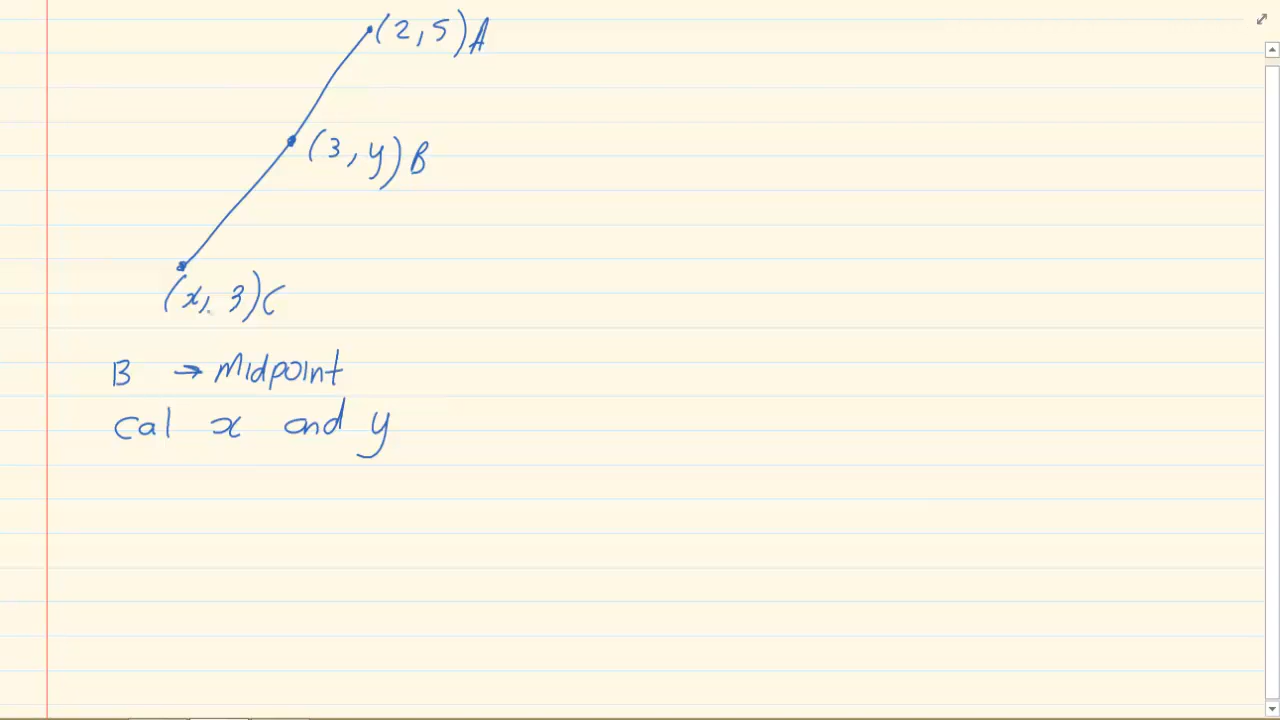 (2, 5) A
(3, y) B
(x, 3) C
B → Midpoint
Cal x and y